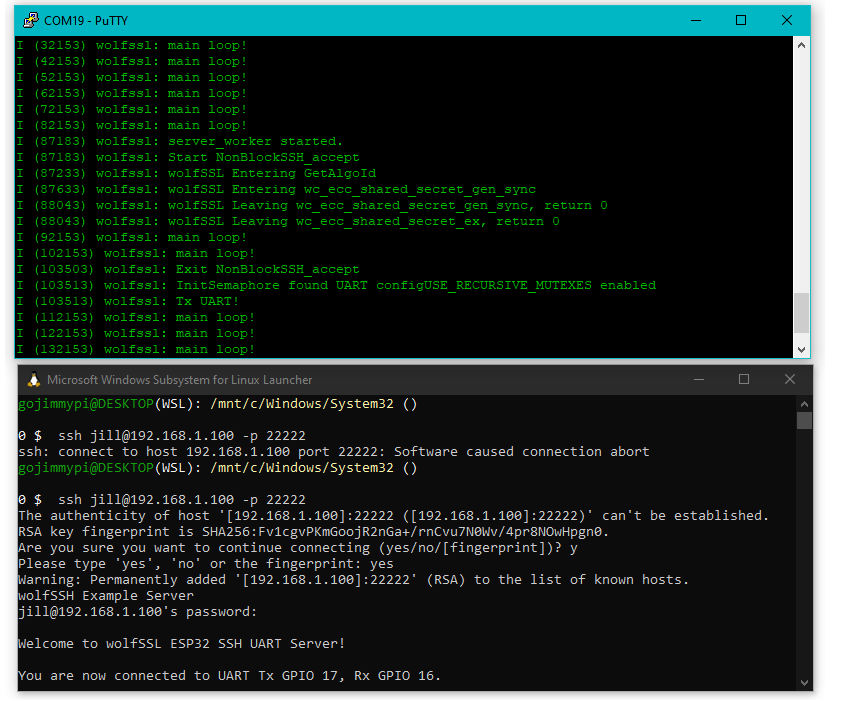 COM19 - PuTTY
I (32153) wolfssl: main loop!
I (42153) wolfssl: main loop!
I (52153) wolfssl: main loop!
I (62153) wolfssl: main loop!
I (72153) wolfssl: main loop!
I (82153) wolfssl: main loop!
I (87183) wolfssl: server_worker started.
I (87183) wolfssl: Start NonBlockSSH_accept
I (87233) wolfssl: wolfSSL Entering GetAlgoId
I (87633) wolfssl: wolfSSL Entering wc_ecc_shared_secret_gen_sync
I (88043) wolfssl: wolfSSL Leaving wc_ecc_shared_secret_gen_sync, return 0
I (88043) wolfssl: wolfSSL Leaving wc_ecc_shared_secret_ex, return 0
I (92153) wolfssl: main loop!
I (102153) wolfssl: main loop!
I (103503) wolfssl: Exit NonBlockSSH_accept
I (103513) wolfssl: InitSemaphore found UART configUSE_RECURSIVE_MUTEXES enabled
I (103513) wolfssl: Tx UART!
I (112153) wolfssl: main loop!
I (122153) wolfssl: main loop!
I (132153) wolfssl: main loop!
Microsoft Windows Subsystem for Linux Launcher
gojimmypi@DESKTOP(WSL): /mnt/c/Windows/System32 ()
0 $  ssh jill@192.168.1.100 -p 22222
ssh: connect to host 192.168.1.100 port 22222: Software caused connection abort
gojimmypi@DESKTOP(WSL): /mnt/c/Windows/System32 ()
0 $  ssh jill@192.168.1.100 -p 22222
The authenticity of host '[192.168.1.100]:22222 ([192.168.1.100]:22222)' can't be established.
RSA key fingerprint is SHA256:Fv1cgvPKmGoojR2nGa+/rnCvu7N0Wv/4pr8NOwHpgn0.
Are you sure you want to continue connecting (yes/no/[fingerprint])? y
Please type 'yes', 'no' or the fingerprint: yes
Warning: Permanently added '[192.168.1.100]:22222' (RSA) to the list of known hosts.
wolfSSH Example Server
jill@192.168.1.100's password:
Welcome to wolfSSL ESP32 SSH UART Server!
You are now connected to UART Tx GPIO 17, Rx GPIO 16.